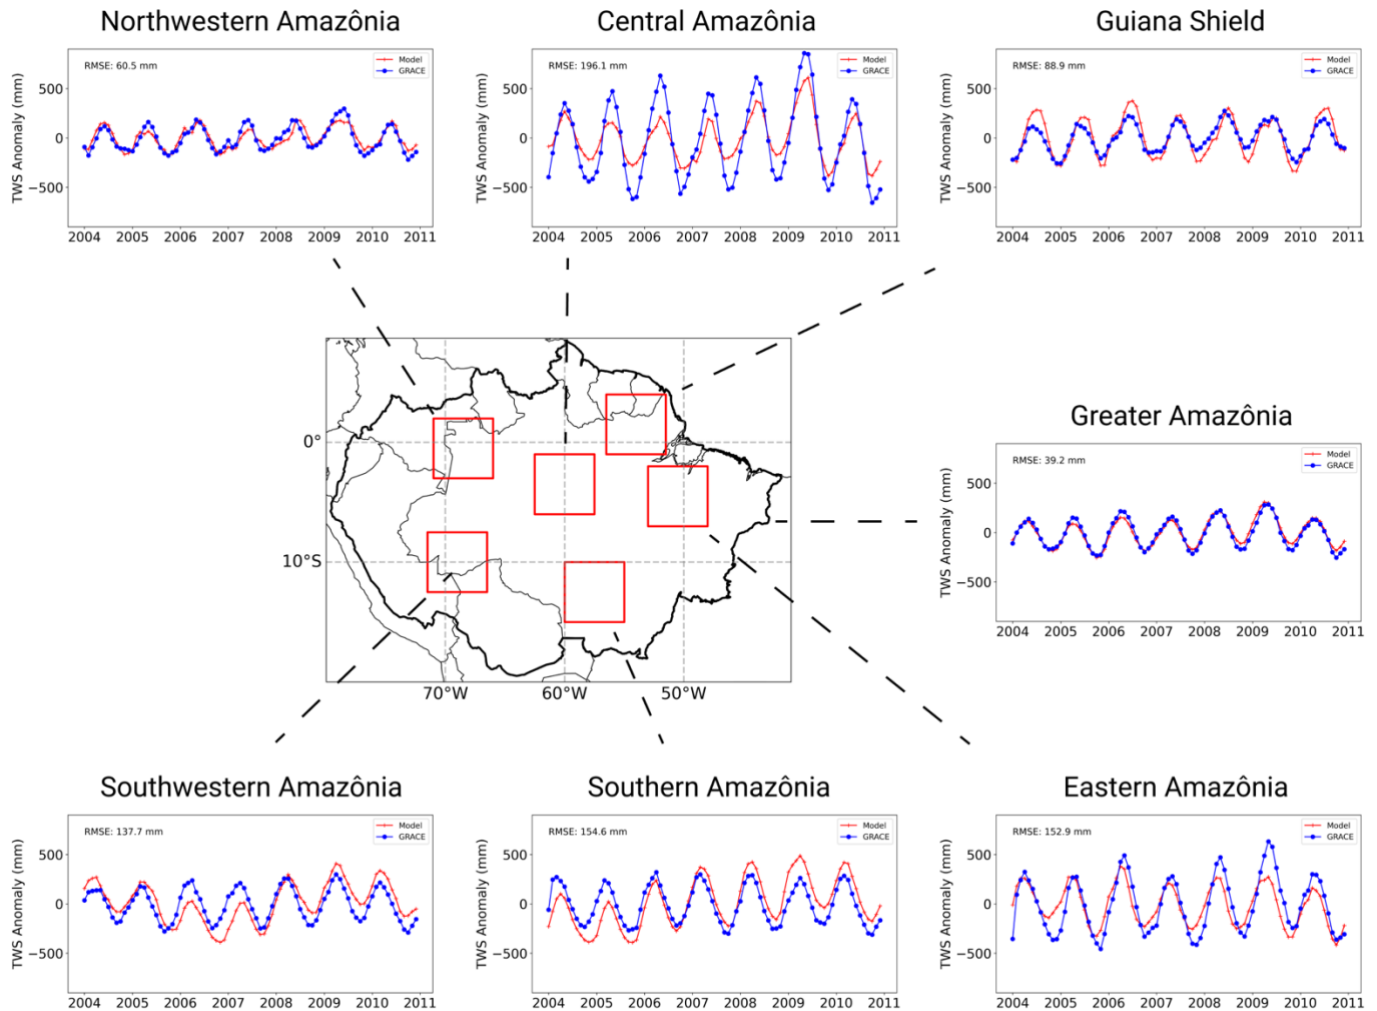 Northwestern Amazônia
Central Amazônia
Guiana Shield
TWS Anomaly (mm)
500
0
−500
RMSE: 60.5 mm
Model
GRACE
2004 2005 2006 2007 2008 2009 2010 2011
TWS Anomaly (mm)
500
0
−500
RMSE: 196.1 mm
Model
GRACE
2004 2005 2006 2007 2008 2009 2010 2011
TWS Anomaly (mm)
500
0
−500
RMSE: 88.9 mm
Model
GRACE
2004 2005 2006 2007 2008 2009 2010 2011
0°
10°S
70°W 60°W 50°W
Greater Amazônia
TWS Anomaly (mm)
500
0
−500
RMSE: 39.2 mm
Model
GRACE
2004 2005 2006 2007 2008 2009 2010 2011
Southwestern Amazônia
Southern Amazônia
Eastern Amazônia
TWS Anomaly (mm)
500
0
−500
RMSE: 137.7 mm
Model
GRACE
2004 2005 2006 2007 2008 2009 2010 2011
TWS Anomaly (mm)
500
0
−500
RMSE: 154.6 mm
Model
GRACE
2004 2005 2006 2007 2008 2009 2010 2011
TWS Anomaly (mm)
500
0
−500
RMSE: 152.9 mm
Model
GRACE
2004 2005 2006 2007 2008 2009 2010 2011